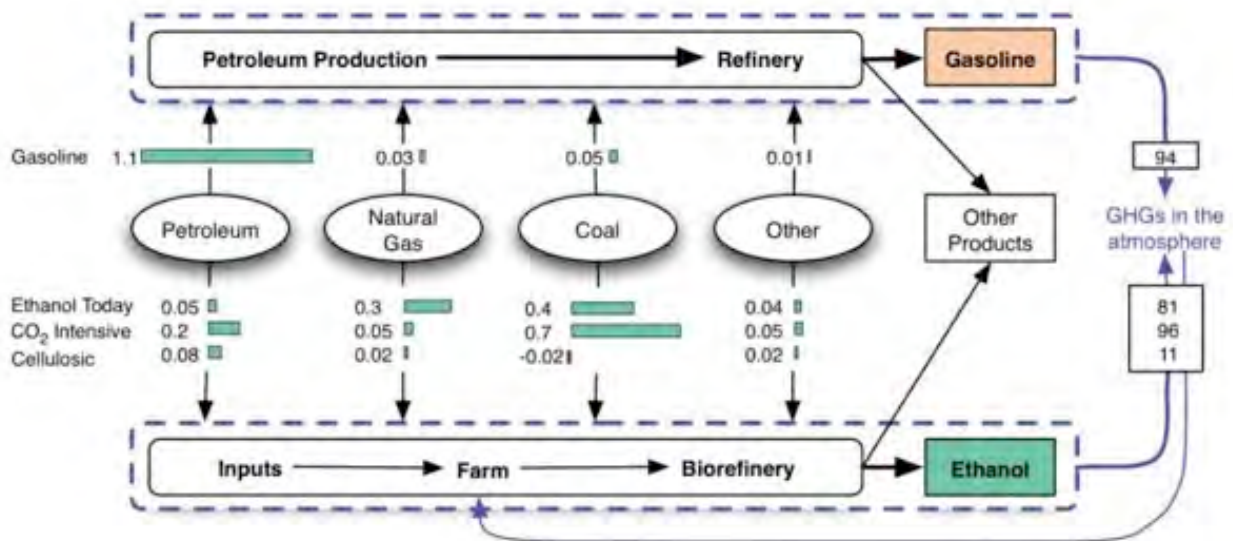 Petroleum Production Refinery Gasoline
Gasoline 1.1 0.03 0.05 0.01 94
Petroleum Natural Gas Coal Other Other Products GHGs in the atmosphere
Ethanol Today 0.05 0.3 0.4 0.04 81
CO2 Intensive 0.2 0.05 0.7 0.05 96
Cellulosic 0.08 0.02 -0.02 0.02 11
Inputs Farm Biorefinery Ethanol